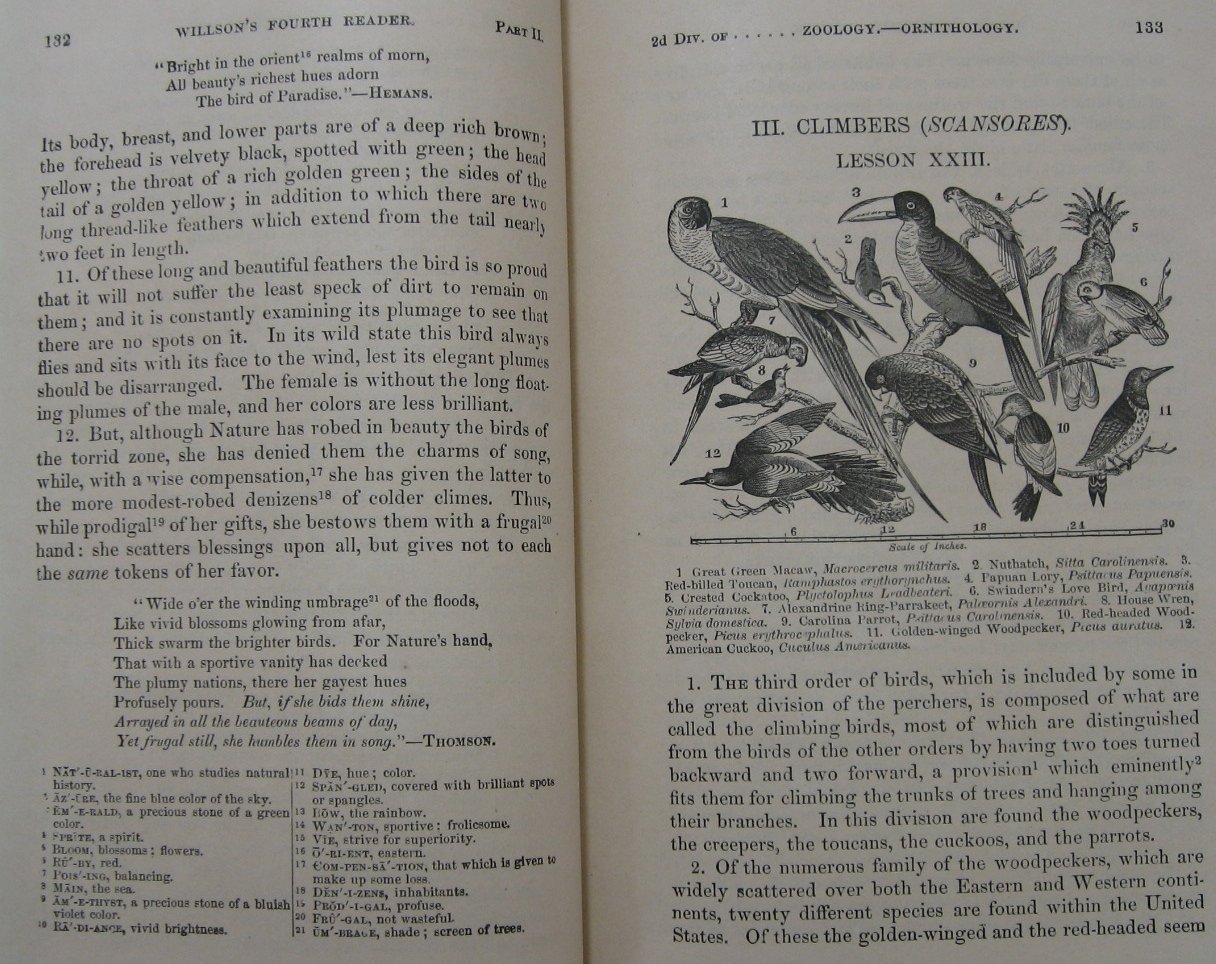 132
WILLSON'S FOURTH READER.
PART II.
"Bright in the orient¹⁶ realms of morn,
All beauty's richest hues adorn
The bird of Paradise."—HEMANS.
Its body, breast, and lower parts are of a deep rich brown;
the forehead is velvety black, spotted with green; the head
yellow; the throat of a rich golden green; the sides of the
tail of a golden yellow; in addition to which there are two
long thread-like feathers which extend from the tail nearly
two feet in length.
11. Of these long and beautiful feathers the bird is so proud
that it will not suffer the least speck of dirt to remain on
them; and it is constantly examining its plumage to see that
there are no spots on it. In its wild state this bird always
flies and sits with its face to the wind, lest its elegant plumes
should be disarranged. The female is without the long float-
ing plumes of the male, and her colors are less brilliant.
12. But, although Nature has robed in beauty the birds of
the torrid zone, she has denied them the charms of song,
while, with a wise compensation,¹⁷ she has given the latter to
the more modest-robed denizens¹⁸ of colder climes. Thus,
while prodigal¹⁹ of her gifts, she bestows them with a frugal²⁰
hand: she scatters blessings upon all, but gives not to each
the same tokens of her favor.
"Wide o'er the winding umbrage²¹ of the floods,
Like vivid blossoms glowing from afar,
Thick swarm the brighter birds. For Nature's hand,
That with a sportive vanity has decked
The plumy nations, there her gayest hues
Profusely pours. But, if she bids them shine,
Arrayed in all the beauteous beams of day,
Yet frugal still, she humbles them in song."—THOMSON.
¹ NĂT'-Ū-RAL-IST, one who studies natural
history.
² ĀZ'-ŪRE, the fine blue color of the sky.
³ ĔM'-E-RALD, a precious stone of a green
color.
⁴ SPRĪTE, a spirit.
⁵ BLOOM, blossoms; flowers.
⁶ RŪ'-BY, red.
⁷ POIS'-ING, balancing.
⁸ MĀIN, the sea.
⁹ ĂM'-E-THYST, a precious stone of a bluish
violet color.
¹⁰ RĀ'-DI-ANCE, vivid brightness.
¹¹ DȲE, hue; color.
¹² SPĂN'-GLED, covered with brilliant spots
or spangles.
¹³ BŌW, the rainbow.
¹⁴ WAN'-TON, sportive: frolicsome.
¹⁵ VĪE, strive for superiority.
¹⁶ Ō'-RI-ENT, eastern.
¹⁷ COM-PEN-SĀ'-TION, that which is given to
make up some loss.
¹⁸ DĔN'-I-ZENS, inhabitants.
¹⁹ PRŎD'-I-GAL, profuse.
20 FRŪ'-GAL, not wasteful.
21 ŬM'-BRAGE, shade; screen of trees.
2d DIV. OF ······ ZOOLOGY.—ORNITHOLOGY.
133
III. CLIMBERS (SCANSORES).
LESSON XXIII.
1
2
3
4
5
6
7
8
9
10
11
12
6 12 18 24 30
Scale of Inches.
1 Great Green Macaw, Macrocercus militaris. 2. Nuthatch, Sitta Carolinensis. 3.
Red-billed Toucan, Ramphastos erythorynchus. 4. Papuan Lory, Psittacus Papuensis.
5. Crested Cockatoo, Plyctolophus Leadbeateri. 6. Swindern's Love Bird, Agapœnis
Swinderianus. 7. Alexandrine Ring-Parrakeet, Palæornis Alexandri. 8. House Wren,
Sylvia domestica. 9. Carolina Parrot, Psittacus Carolinensis. 10. Red-headed Wood-
pecker, Picus erythrocephalus. 11. Golden-winged Woodpecker, Picus auratus. 12.
American Cuckoo, Cuculus Americanus.
1. THE third order of birds, which is included by some in
the great division of the perchers, is composed of what are
called the climbing birds, most of which are distinguished
from the birds of the other orders by having two toes turned
backward and two forward, a provision¹ which eminently²
fits them for climbing the trunks of trees and hanging among
their branches. In this division are found the woodpeckers,
the creepers, the toucans, the cuckoos, and the parrots.
2. Of the numerous family of the woodpeckers, which are
widely scattered over both the Eastern and Western conti-
nents, twenty different species are found within the United
States. Of these the golden-winged and the red-headed seem